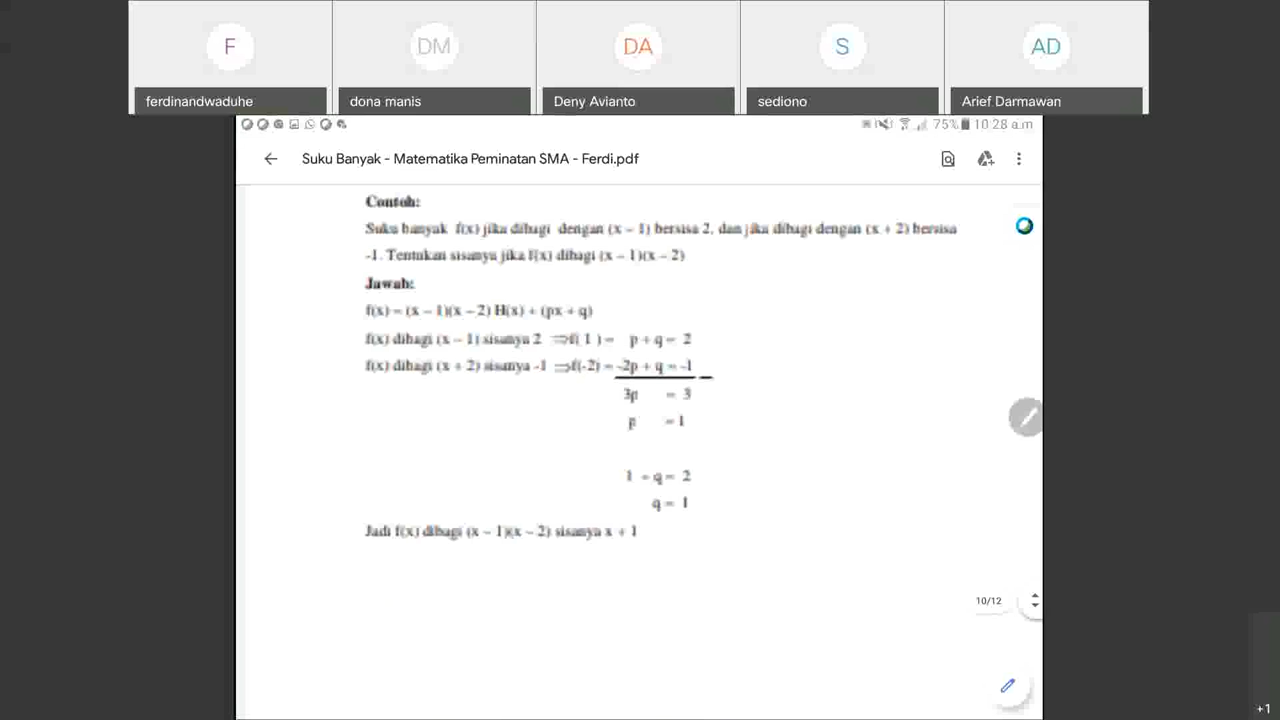 F
DM
DA
S
AD
ferdinandwaduhe
dona manis
Deny Avianto
sediono
Arief Darmawan
75% 10 28 a.m
Suku Banyak - Matematika Peminatan SMA - Ferdi.pdf
Contoh:
Suku banyak f(x) jika dibagi dengan (x – 1) bersisa 2, dan jika dibagi dengan (x + 2) bersisa
-1. Tentukan sisanya jika f(x) dibagi (x – 1)(x – 2)
Jawab:
f(x) = (x – 1)(x – 2) H(x) + (px + q)
f(x) dibagi (x – 1) sisanya 2 ⇒f( 1 ) = p + q = 2
f(x) dibagi (x + 2) sisanya -1 ⇒f(-2) = -2p + q = -1 –
3p = 3
p = 1
1 + q = 2
q = 1
Jadi f(x) dibagi (x – 1)(x – 2) sisanya x + 1
10/12
+1